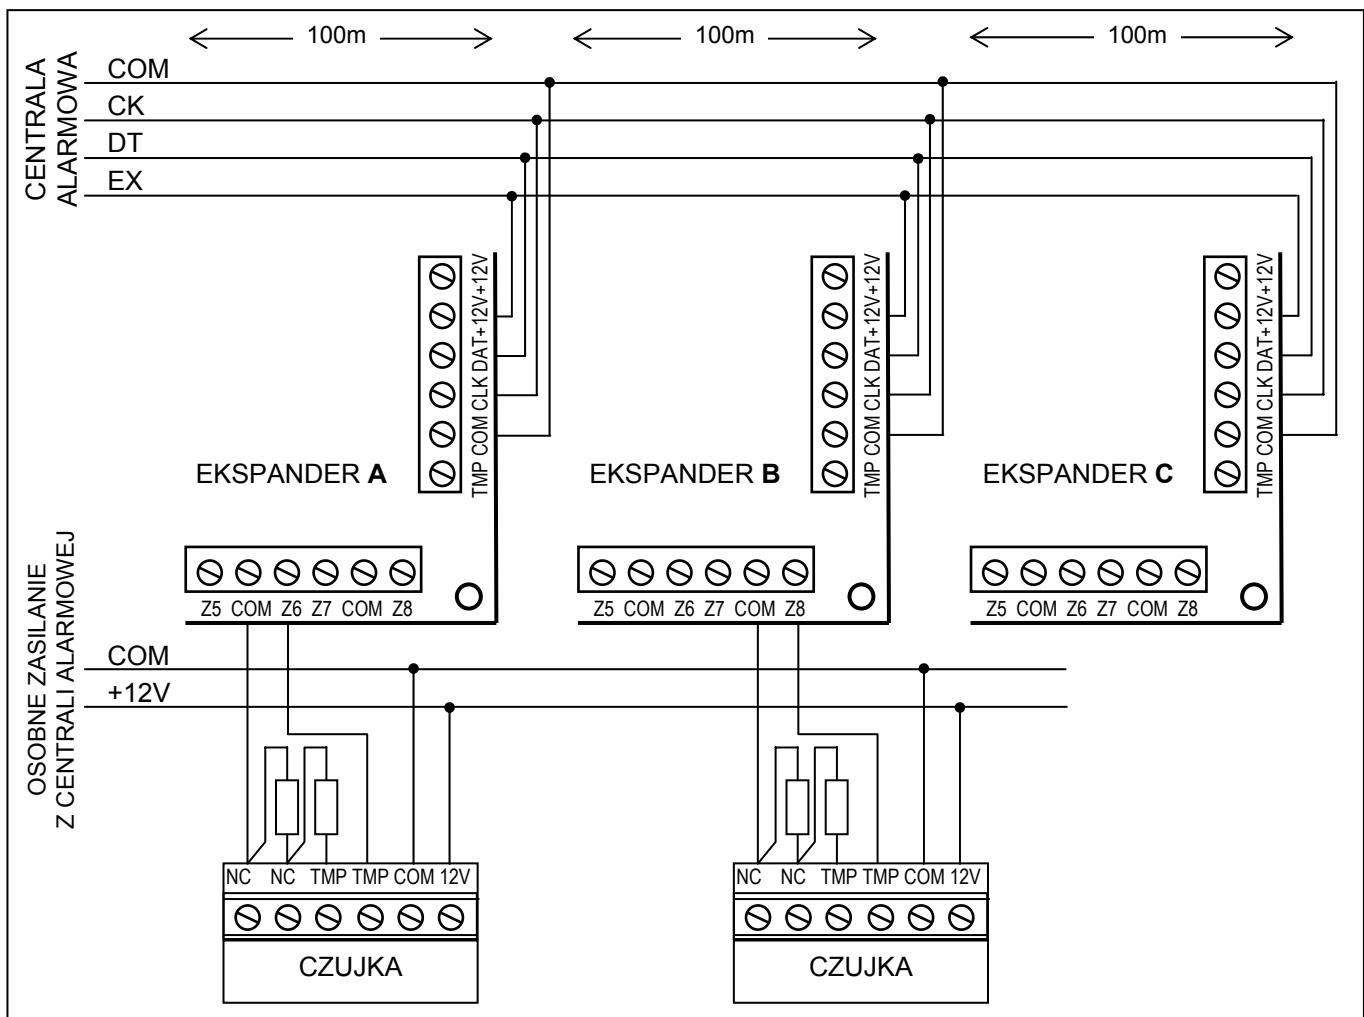 100m 100m 100m
CENTRALA
ALARMOWA
COM
CK
DT
EX
TMP COM CLK DAT+12V+12V
TMP COM CLK DAT+12V+12V
TMP COM CLK DAT+12V+12V
EKSPANDER A
EKSPANDER B
EKSPANDER C
Z5 COM Z6 Z7 COM Z8
Z5 COM Z6 Z7 COM Z8
Z5 COM Z6 Z7 COM Z8
OSOBNE ZASILANIE
Z CENTRALI ALARMOWEJ
COM
+12V
NC NC TMP TMP COM 12V
CZUJKA
NC NC TMP TMP COM 12V
CZUJKA